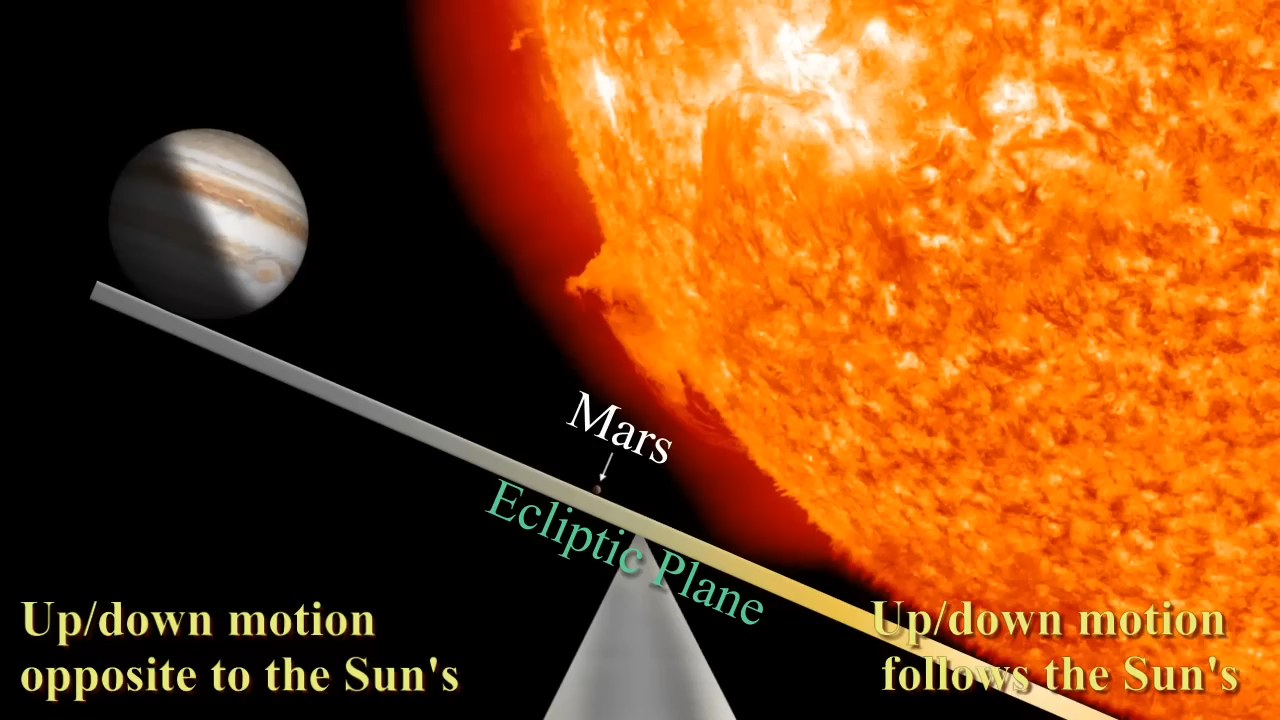 Mars
Ecliptic Plane
Up/down motion
opposite to the Sun's
Up/down motion
follows the Sun's